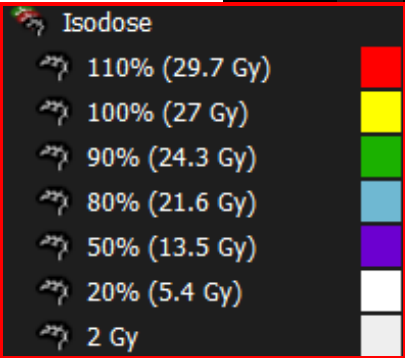 Isodose
110% (29.7 Gy)
100% (27 Gy)
90% (24.3 Gy)
80% (21.6 Gy)
50% (13.5 Gy)
20% (5.4 Gy)
2 Gy